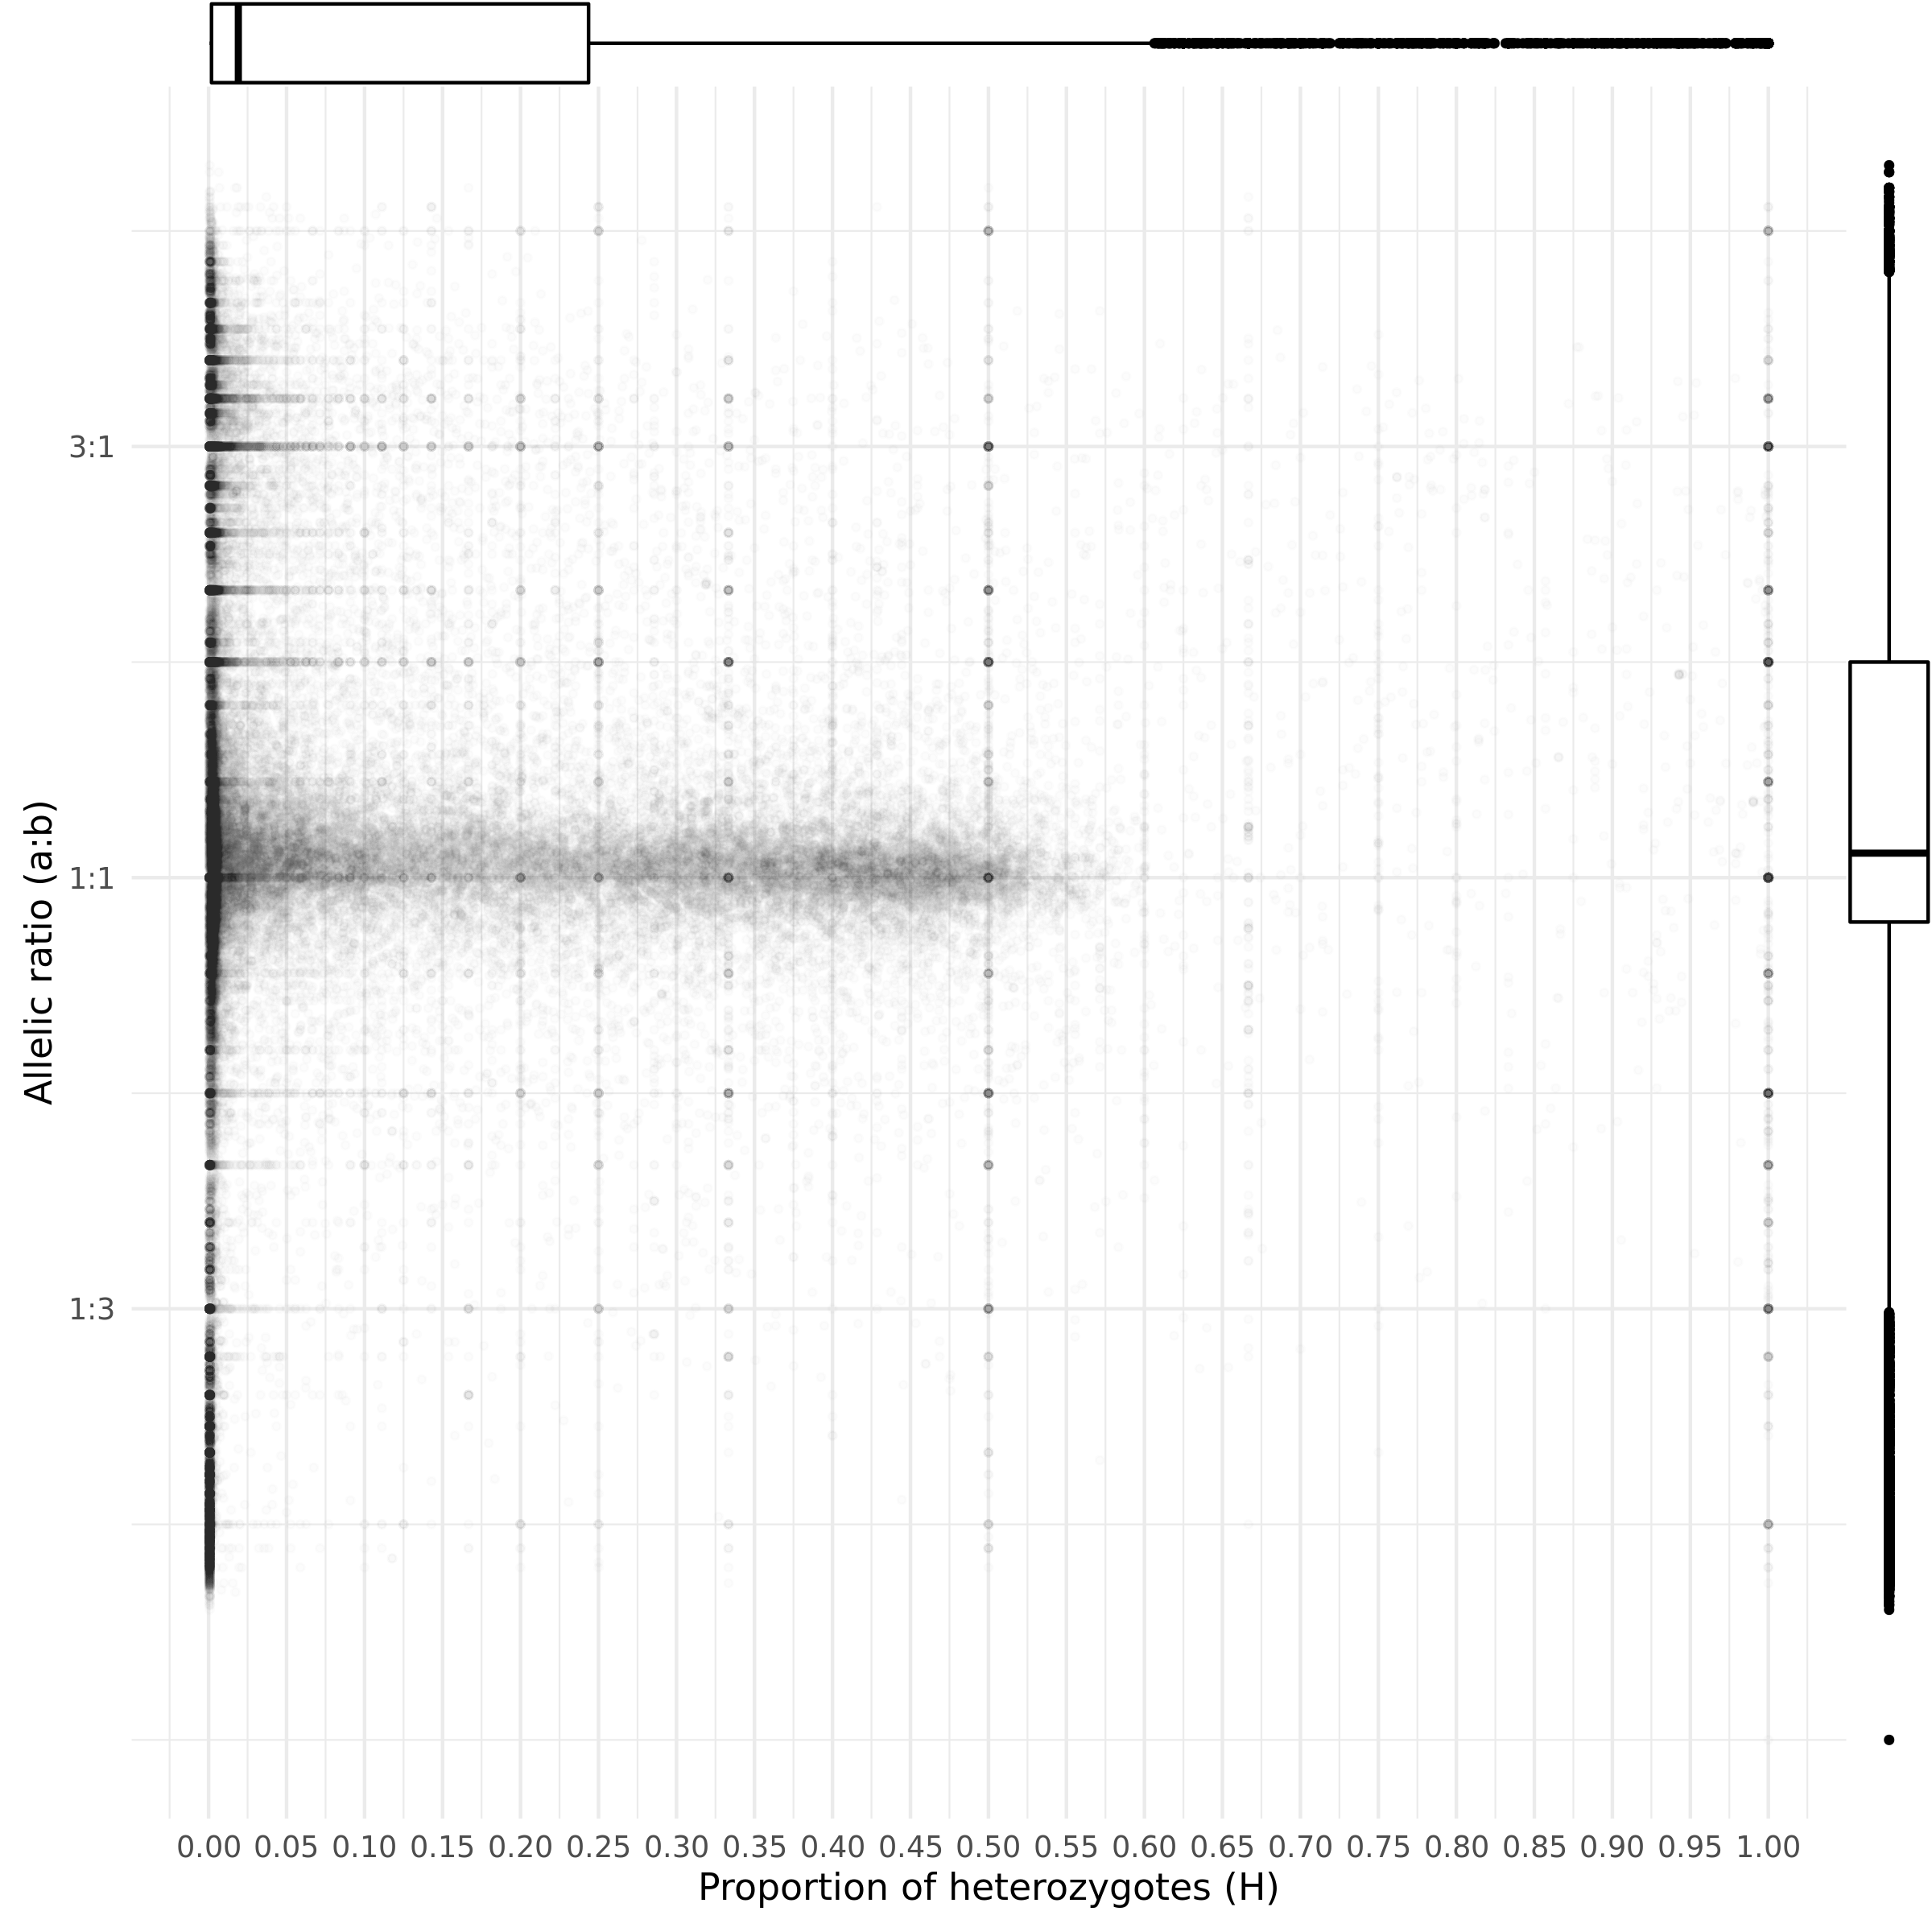 3:1
1:1
1:3
Allelic ratio (a:b)
0.00 0.05 0.10 0.15 0.20 0.25 0.30 0.35 0.40 0.45 0.50 0.55 0.60 0.65 0.70 0.75 0.80 0.85 0.90 0.95 1.00
Proportion of heterozygotes (H)